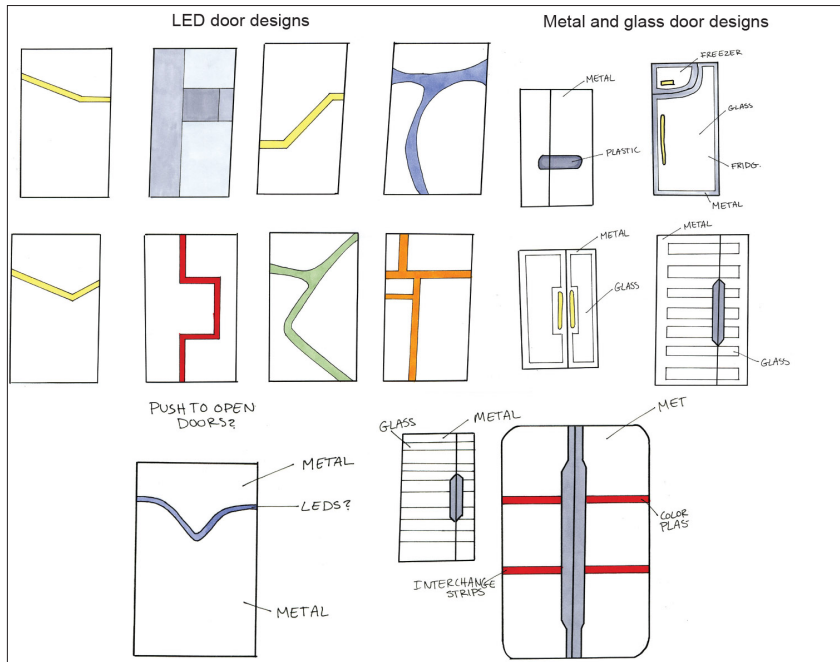 LED door designs
Metal and glass door designs
METAL
PLASTIC
FREEZER
GLASS
FRIDG.
METAL
METAL
GLASS
METAL
GLASS
PUSH TO OPEN
DOORS?
METAL
LEDS?
METAL
GLASS
METAL
MET
COLOR
PLAS
INTERCHANGE
STRIPS